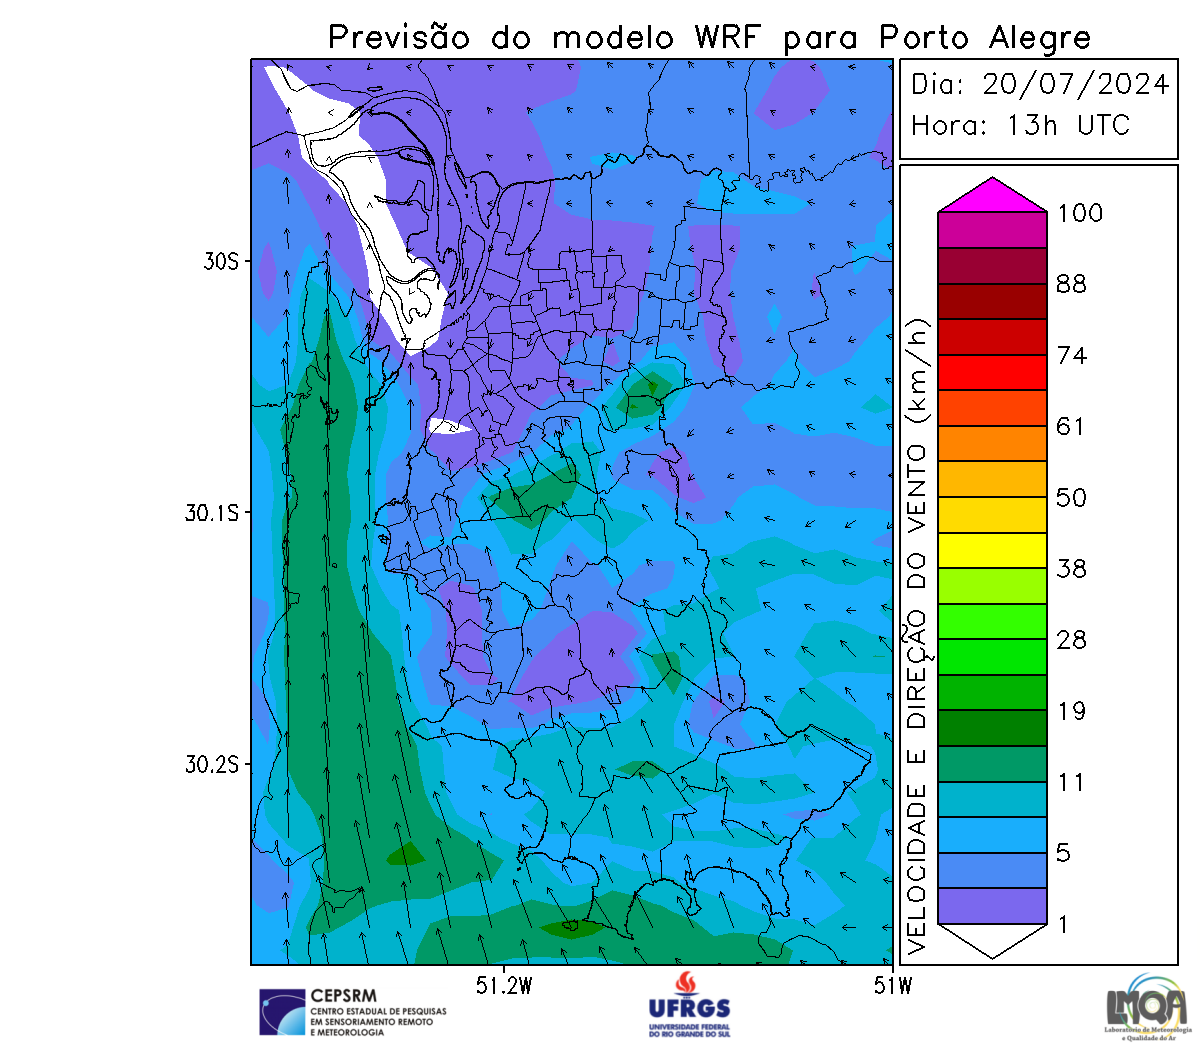 Previsão do modelo WRF para Porto Alegre
Dia: 20/07/2024
Hora: 13h UTC
100
88
74
61
50
38
28
19
11
5
1
VELOCIDADE E DIREÇÃO DO VENTO (km/h)
30S
30.1S
30.2S
51.2W
51W
CEPSRM
CENTRO ESTADUAL DE PESQUISAS
EM SENSORIAMENTO REMOTO
E METEOROLOGIA
UFRGS
UNIVERSIDADE FEDERAL
DO RIO GRANDE DO SUL
LMQA
Laboratório de Meteorologia
e Qualidade do Ar